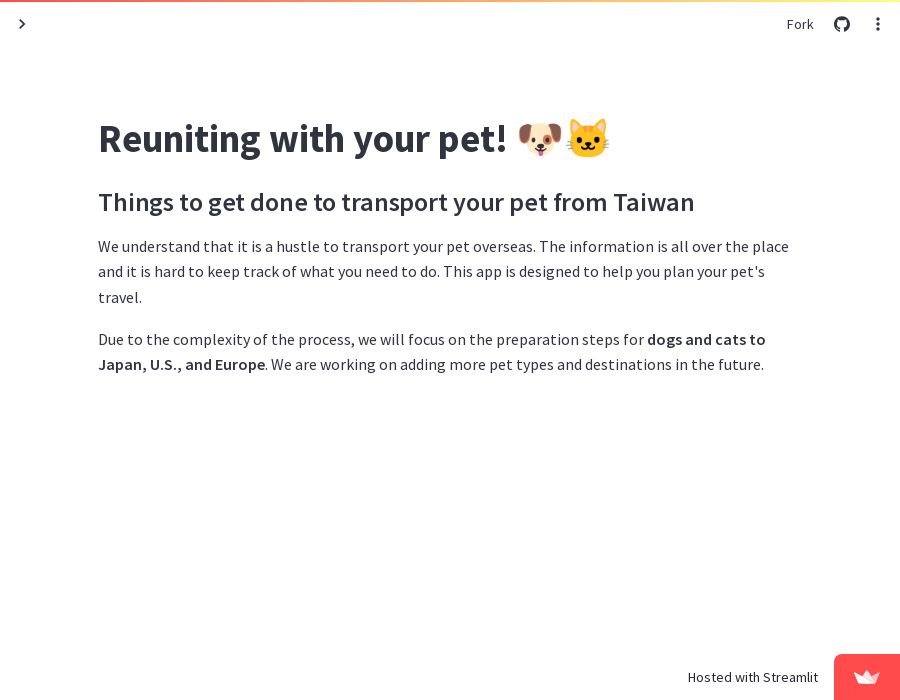 Fork
Reuniting with your pet! 🐶🐱
Things to get done to transport your pet from Taiwan
We understand that it is a hustle to transport your pet overseas. The information is all over the place
and it is hard to keep track of what you need to do. This app is designed to help you plan your pet's
travel.
Due to the complexity of the process, we will focus on the preparation steps for dogs and cats to
Japan, U.S., and Europe. We are working on adding more pet types and destinations in the future.
Hosted with Streamlit